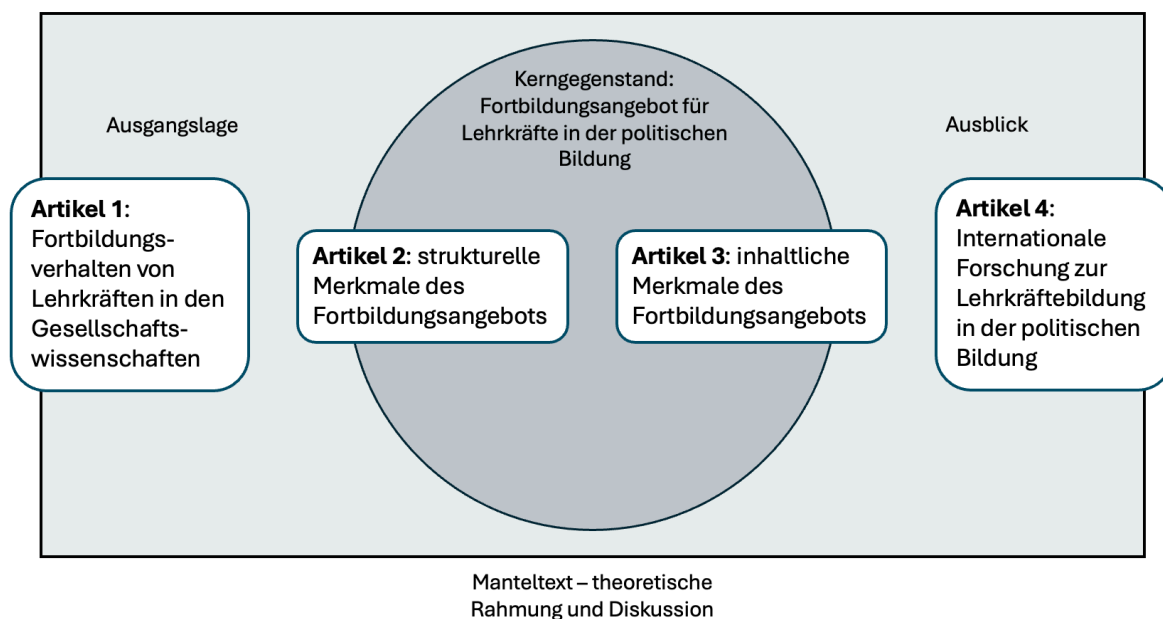 Kerngegenstand:
Fortbildungsangebot für
Lehrkräfte in der politischen
Bildung
Ausgangslage
Ausblick
Artikel 1:
Fortbildungs-
verhalten von
Lehrkräften in den
Gesellschafts-
wissenschaften
Artikel 2: strukturelle
Merkmale des
Fortbildungsangebots
Artikel 3: inhaltliche
Merkmale des
Fortbildungsangebots
Artikel 4:
Internationale
Forschung zur
Lehrkräftebildung
in der politischen
Bildung
Manteltext – theoretische
Rahmung und Diskussion